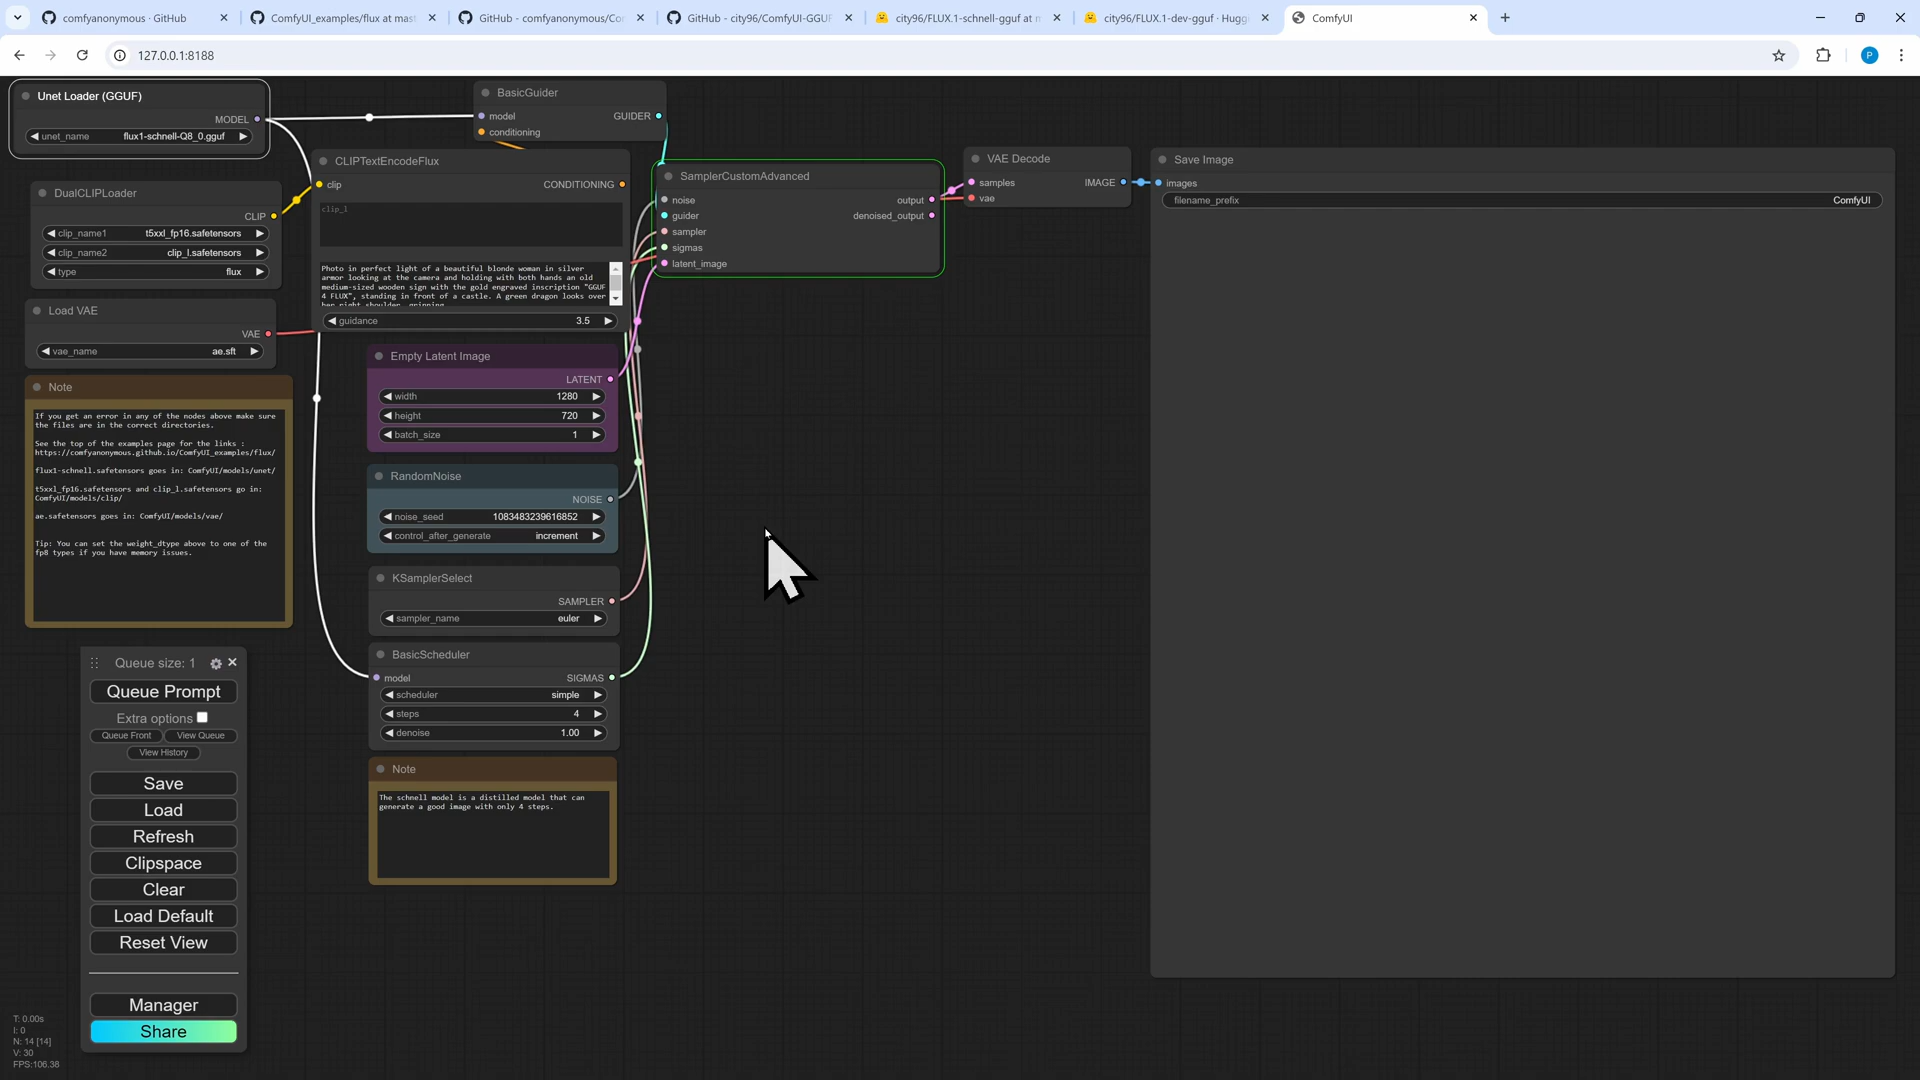 comfyanonymous · GitHub
ComfyUI_examples/flux at mast
GitHub - comfyanonymous/Co
GitHub - city96/ComfyUI-GGUF
city96/FLUX.1-schnell-gguf at m
city96/FLUX.1-dev-gguf · Huggi
ComfyUI
127.0.0.1:8188
P
Unet Loader (GGUF)
MODEL
unet_name flux1-schnell-Q8_0.gguf
DualCLIPLoader
CLIP
clip_name1 t5xxl_fp16.safetensors
clip_name2 clip_l.safetensors
type flux
Load VAE
VAE
vae_name ae.sft
Note
If you get an error in any of the nodes above make sure
the files are in the correct directories.
See the top of the examples page for the links :
https://comfyanonymous.github.io/ComfyUI_examples/flux/
flux1-schnell.safetensors goes in: ComfyUI/models/unet/
t5xxl_fp16.safetensors and clip_l.safetensors go in:
ComfyUI/models/clip/
ae.safetensors goes in: ComfyUI/models/vae/
Tip: You can set the weight_dtype above to one of the
fp8 types if you have memory issues.
BasicGuider
model GUIDER
conditioning
CLIPTextEncodeFlux
clip CONDITIONING
clip_l
Photo in perfect light of a beautiful blonde woman in silver
armor looking at the camera and holding with both hands an old
medium-sized wooden sign with the gold engraved inscription "GGUF
4 FLUX", standing in front of a castle. A green dragon looks over
her right shoulder, gripping
guidance 3.5
Empty Latent Image
LATENT
width 1280
height 720
batch_size 1
RandomNoise
NOISE
noise_seed 1083483239616852
control_after_generate increment
KSamplerSelect
SAMPLER
sampler_name euler
BasicScheduler
model SIGMAS
scheduler simple
steps 4
denoise 1.00
Note
The schnell model is a distilled model that can
generate a good image with only 4 steps.
SamplerCustomAdvanced
noise output
guider denoised_output
sampler
sigmas
latent_image
VAE Decode
samples IMAGE
vae
Save Image
images
filename_prefix ComfyUI
Queue size: 1
Queue Prompt
Extra options
Queue Front View Queue
View History
Save
Load
Refresh
Clipspace
Clear
Load Default
Reset View
Manager
Share
T: 0.00s
I: 0
N: 14 [14]
V: 30
FPS:106.38